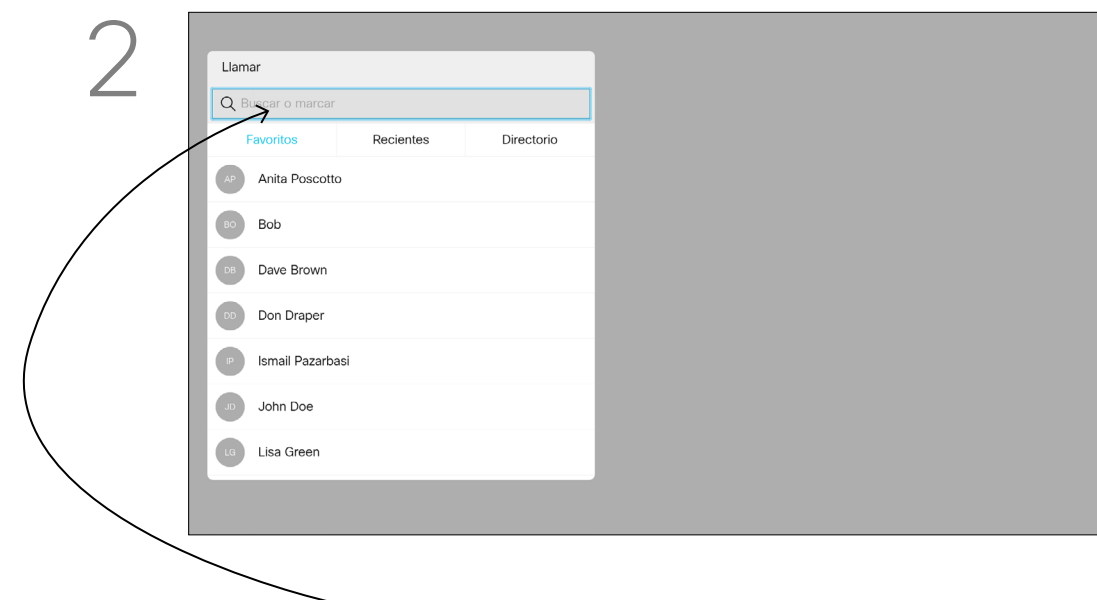 2
Llamar
Buscar o marcar
Favoritos Recientes Directorio
AP Anita Poscotto
BO Bob
DB Dave Brown
DD Don Draper
IP Ismail Pazarbasi
JD John Doe
LG Lisa Green